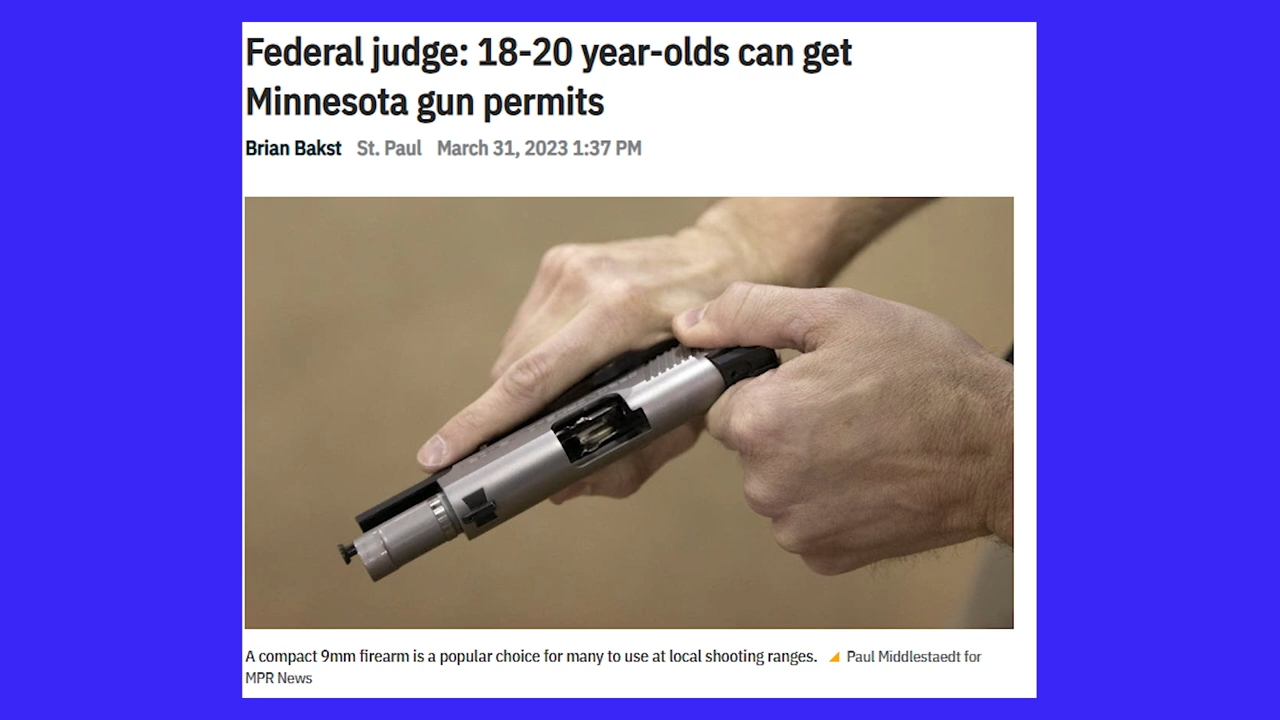 Federal judge: 18-20 year-olds can get
Minnesota gun permits
Brian Bakst St. Paul March 31, 2023 1:37 PM
A compact 9mm firearm is a popular choice for many to use at local shooting ranges. Paul Middlestaedt for
MPR News